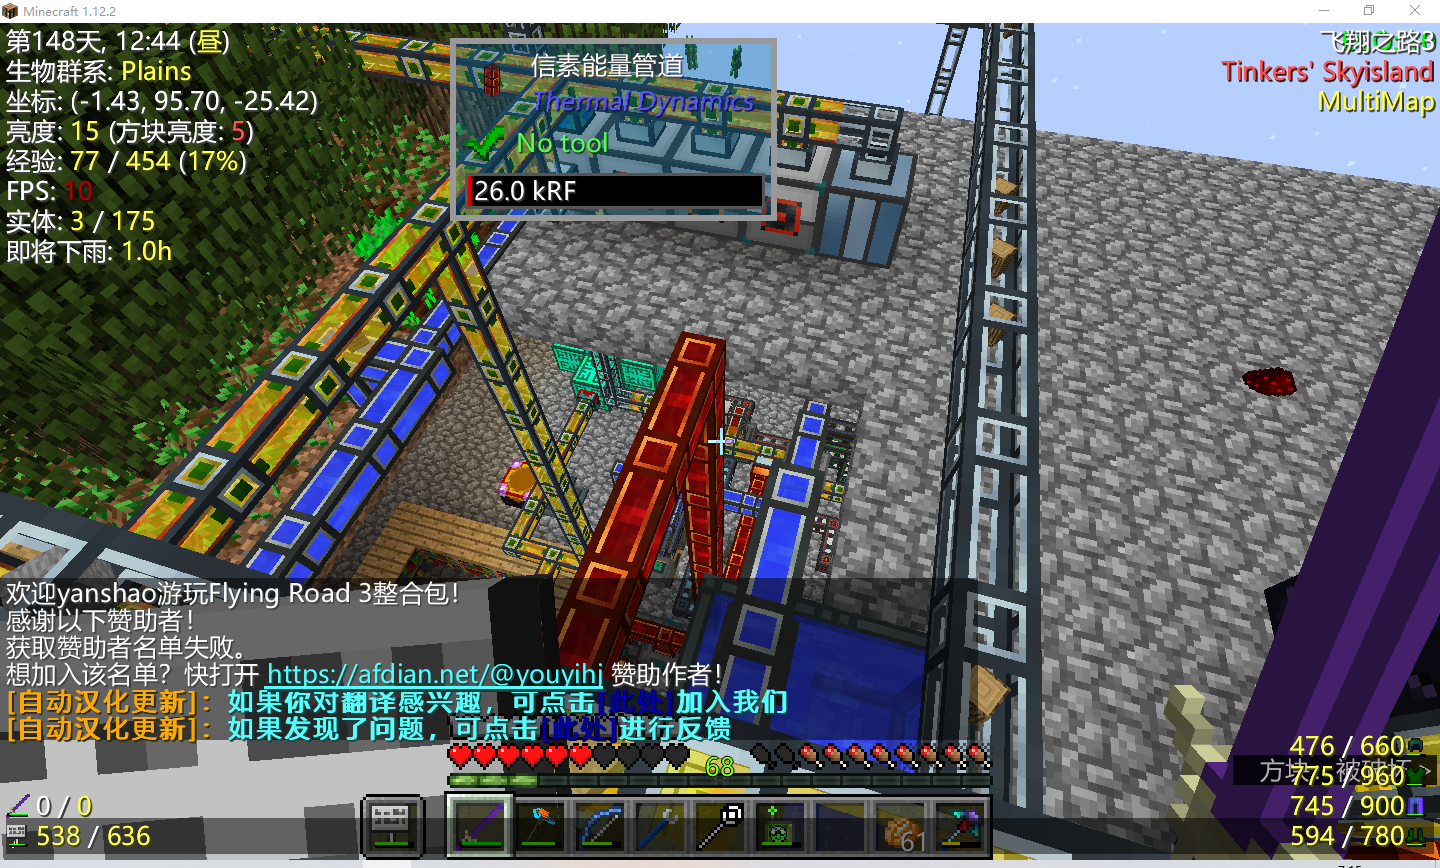 Minecraft 1.12.2
第148天, 12:44 (昼)
生物群系: Plains
坐标: (-1.43, 95.70, -25.42)
亮度: 15 (方块亮度: 5)
经验: 77 / 454 (17%)
FPS: 10
实体: 3 / 175
即将下雨: 1.0h
信素能量管道
Thermal Dynamics
No tool
26.0 kRF
飞翔之路3
Tinkers' Skyisland
MultiMap
欢迎yanshao游玩Flying Road 3整合包!
感谢以下赞助者!
获取赞助者名单失败。
想加入该名单? 快打开 https://afdian.net/@youyihj 赞助作者!
[自动汉化更新]: 如果你对翻译感兴趣, 可点击[此处]加入我们
[自动汉化更新]: 如果发现了问题, 可点击[此处]进行反馈
68
476 / 660
方块 被破坏 >
775 / 960
745 / 900
594 / 780
0 / 0
538 / 636
61